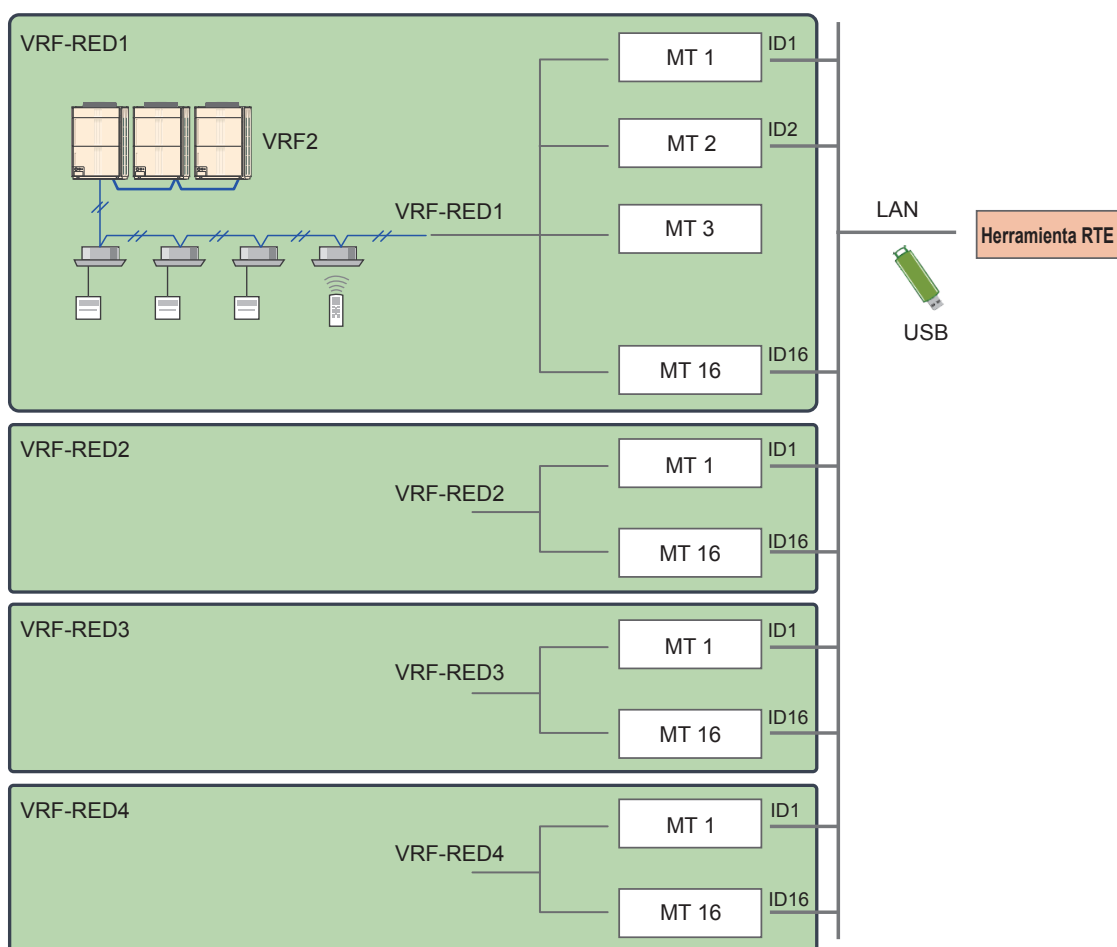 VRF-RED1
VRF2
VRF-RED1
MT 1
ID1
MT 2
ID2
MT 3
MT 16
ID16
LAN
USB
Herramienta RTE
VRF-RED2
VRF-RED2
MT 1
ID1
MT 16
ID16
VRF-RED3
VRF-RED3
MT 1
ID1
MT 16
ID16
VRF-RED4
VRF-RED4
MT 1
ID1
MT 16
ID16